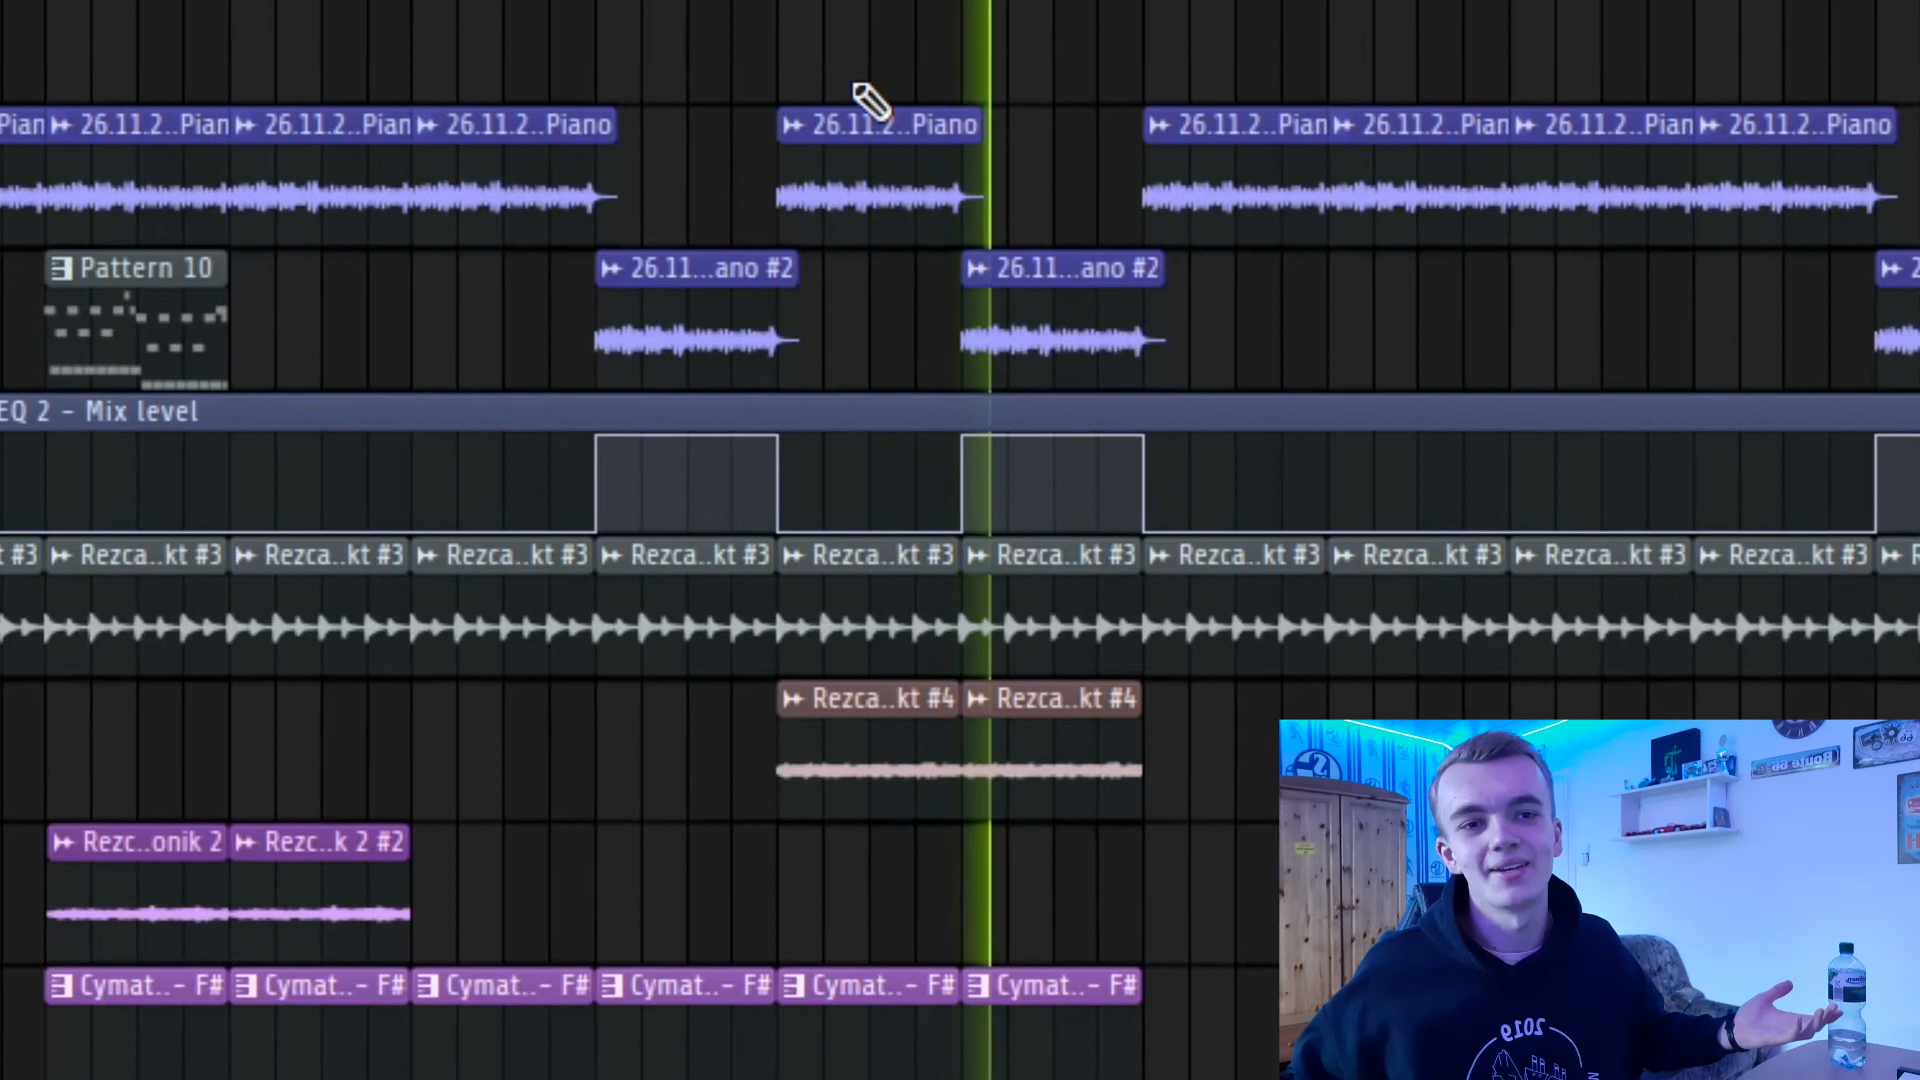 Pian 26.11.2..Pian 26.11.2..Pian 26.11.2..Piano 26.11.2..Piano 26.11.2..Pian 26.11.2..Pian 26.11.2..Pian 26.11.2..Piano
Pattern 10 26.11...ano #2 26.11...ano #2 2
EQ 2 - Mix level
t #3 Rezca..kt #3 Rezca..kt #3 Rezca..kt #3 Rezca..kt #3 Rezca..kt #3 Rezca..kt #3 Rezca..kt #3 Rezca..kt #3 Rezca..kt #3 Rezca..kt #3
Rezca..kt #4 Rezca..kt #4
Route 66
Rezc..onik 2 Rezc..k 2 #2
Cymat..- F# Cymat..- F# Cymat..- F# Cymat..- F# Cymat..- F# Cymat..- F#
2019